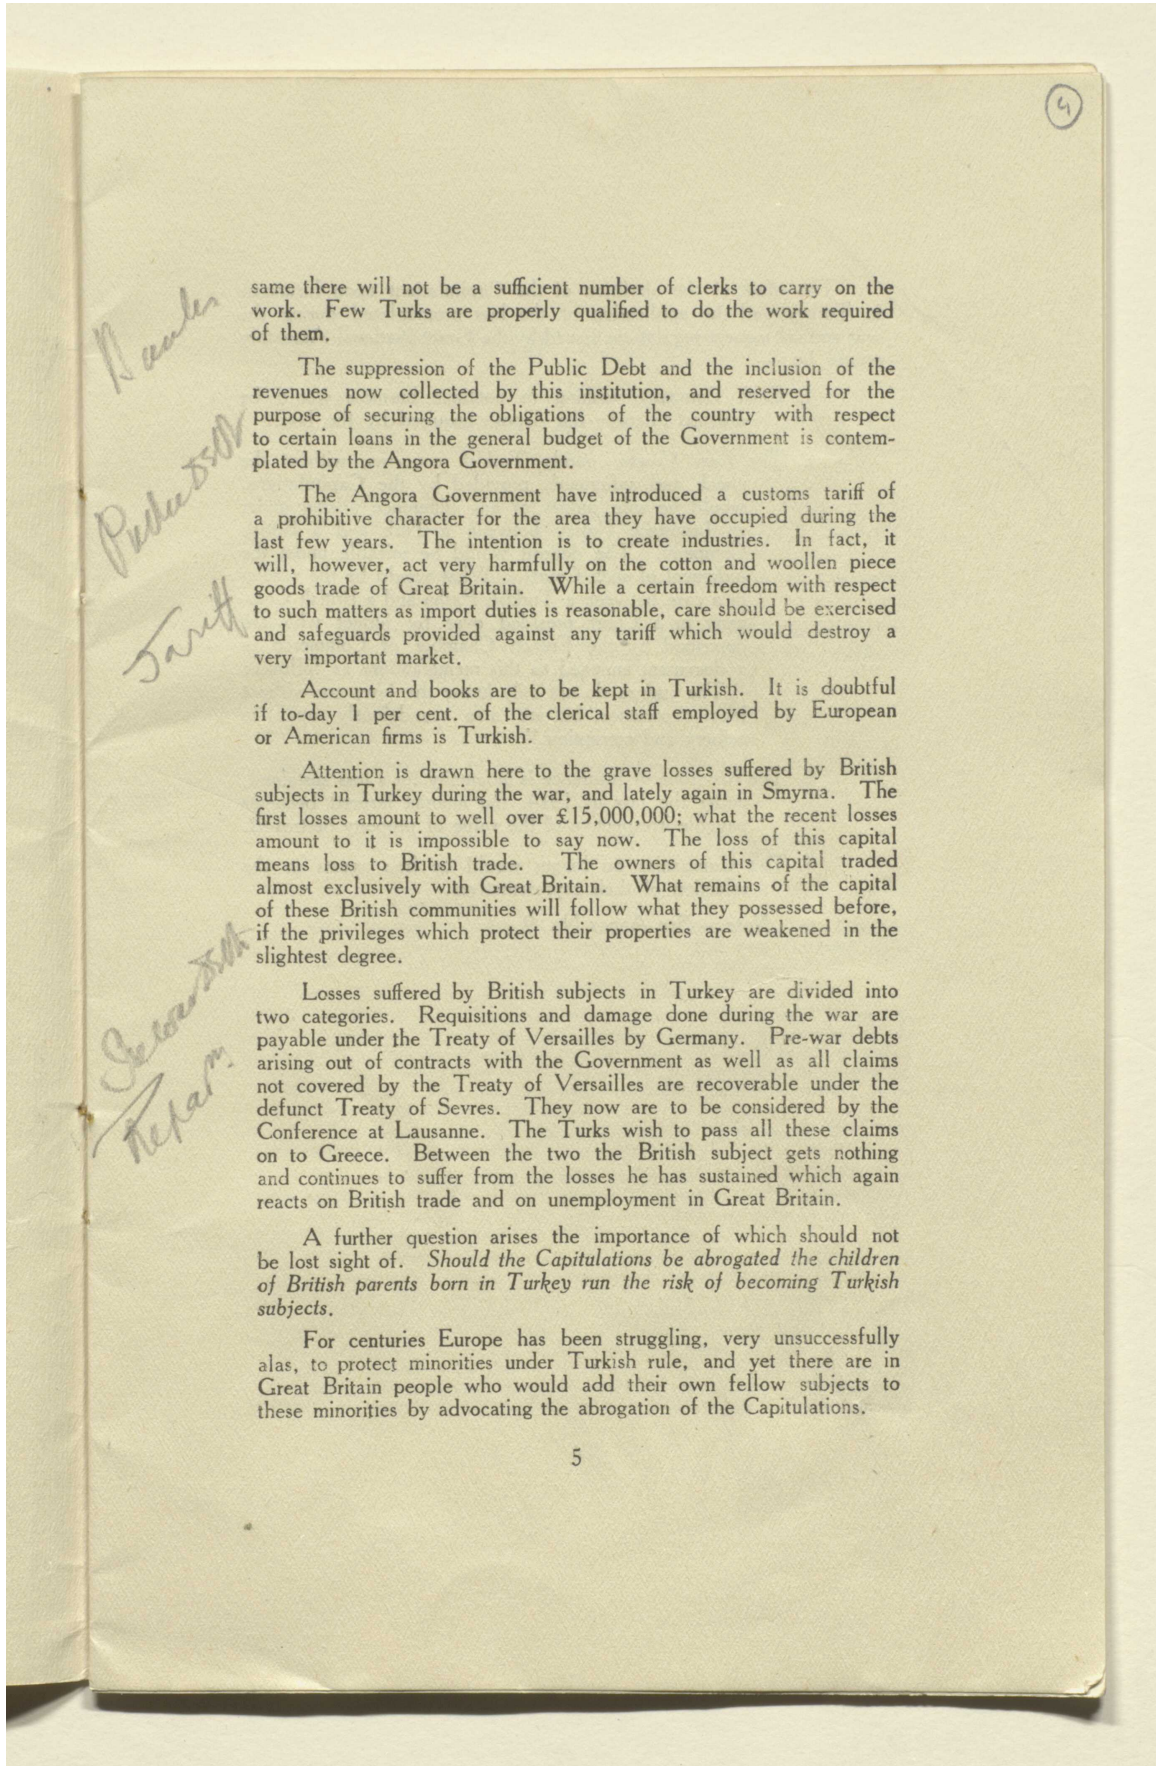 4
same there will not be a sufficient number of clerks to carry on the
work. Few Turks are properly qualified to do the work required
of them.
The suppression of the Public Debt and the inclusion of the
revenues now collected by this institution, and reserved for the
purpose of securing the obligations of the country with respect
to certain loans in the general budget of the Government is contem-
plated by the Angora Government.
The Angora Government have introduced a customs tariff of
a prohibitive character for the area they have occupied during the
last few years. The intention is to create industries. In fact, it
will, however, act very harmfully on the cotton and woollen piece
goods trade of Great Britain. While a certain freedom with respect
Tariff
to such matters as import duties is reasonable, care should be exercised
and safeguards provided against any tariff which would destroy a
very important market.
Account and books are to be kept in Turkish. It is doubtful
if to-day 1 per cent. of the clerical staff employed by European
or American firms is Turkish.
Attention is drawn here to the grave losses suffered by British
subjects in Turkey during the war, and lately again in Smyrna. The
first losses amount to well over £15,000,000; what the recent losses
amount to it is impossible to say now. The loss of this capital
means loss to British trade. The owners of this capital traded
almost exclusively with Great Britain. What remains of the capital
of these British communities will follow what they possessed before,
if the privileges which protect their properties are weakened in the
slightest degree.
Losses suffered by British subjects in Turkey are divided into
two categories. Requisitions and damage done during the war are
payable under the Treaty of Versailles by Germany. Pre-war debts
arising out of contracts with the Government as well as all claims
not covered by the Treaty of Versailles are recoverable under the
defunct Treaty of Sevres. They now are to be considered by the
Conference at Lausanne. The Turks wish to pass all these claims
on to Greece. Between the two the British subject gets nothing
and continues to suffer from the losses he has sustained which again
reacts on British trade and on unemployment in Great Britain.
A further question arises the importance of which should not
be lost sight of. Should the Capitulations be abrogated the children
of British parents born in Turkey run the risk of becoming Turkish
subjects.
For centuries Europe has been struggling, very unsuccessfully
alas, to protect minorities under Turkish rule, and yet there are in
Great Britain people who would add their own fellow subjects to
these minorities by advocating the abrogation of the Capitulations.
5